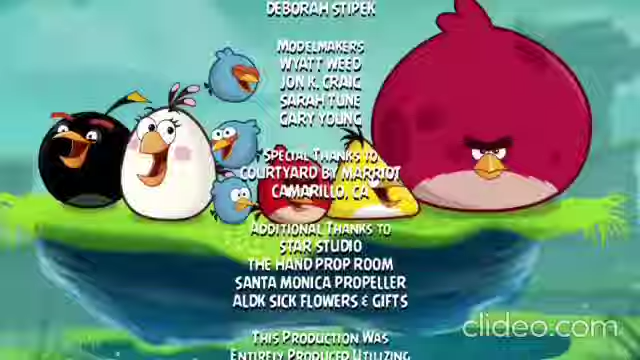 DEBORAH STIPEK
MODELMAKERS
WYATT WEED
JON K. CRAIG
SARAH TUNE
GARY YOUNG
SPECIAL THANKS TO
COURTYARD BY MARRIOT
CAMARILLO, CA
ADDITIONAL THANKS TO
STAR STUDIO
THE HAND PROP ROOM
SANTA MONICA PROPELLER
ALDK SICK FLOWERS & GIFTS
THIS PRODUCTION WAS
ENTIRELY PRODUCED UTILIZING
clideo.com